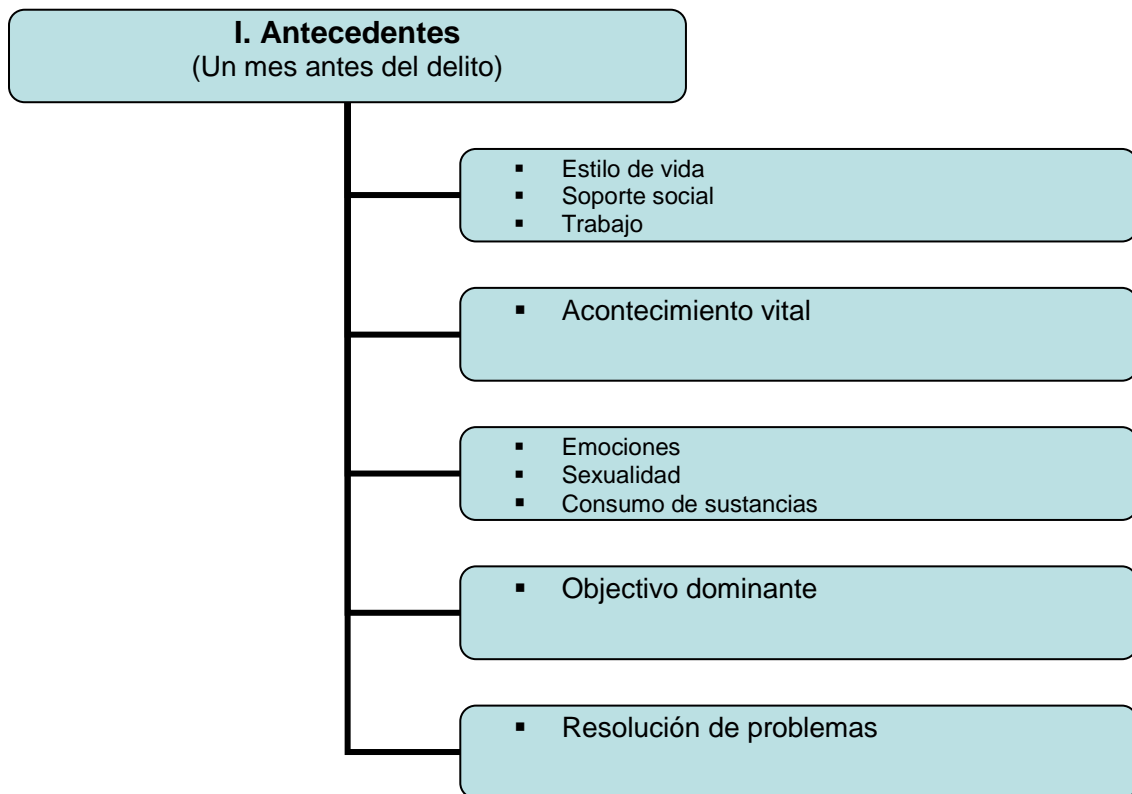 I. Antecedentes
(Un mes antes del delito)
▪ Estilo de vida
▪ Soporte social
▪ Trabajo
▪ Acontecimiento vital
▪ Emociones
▪ Sexualidad
▪ Consumo de sustancias
▪ Objectivo dominante
▪ Resolución de problemas